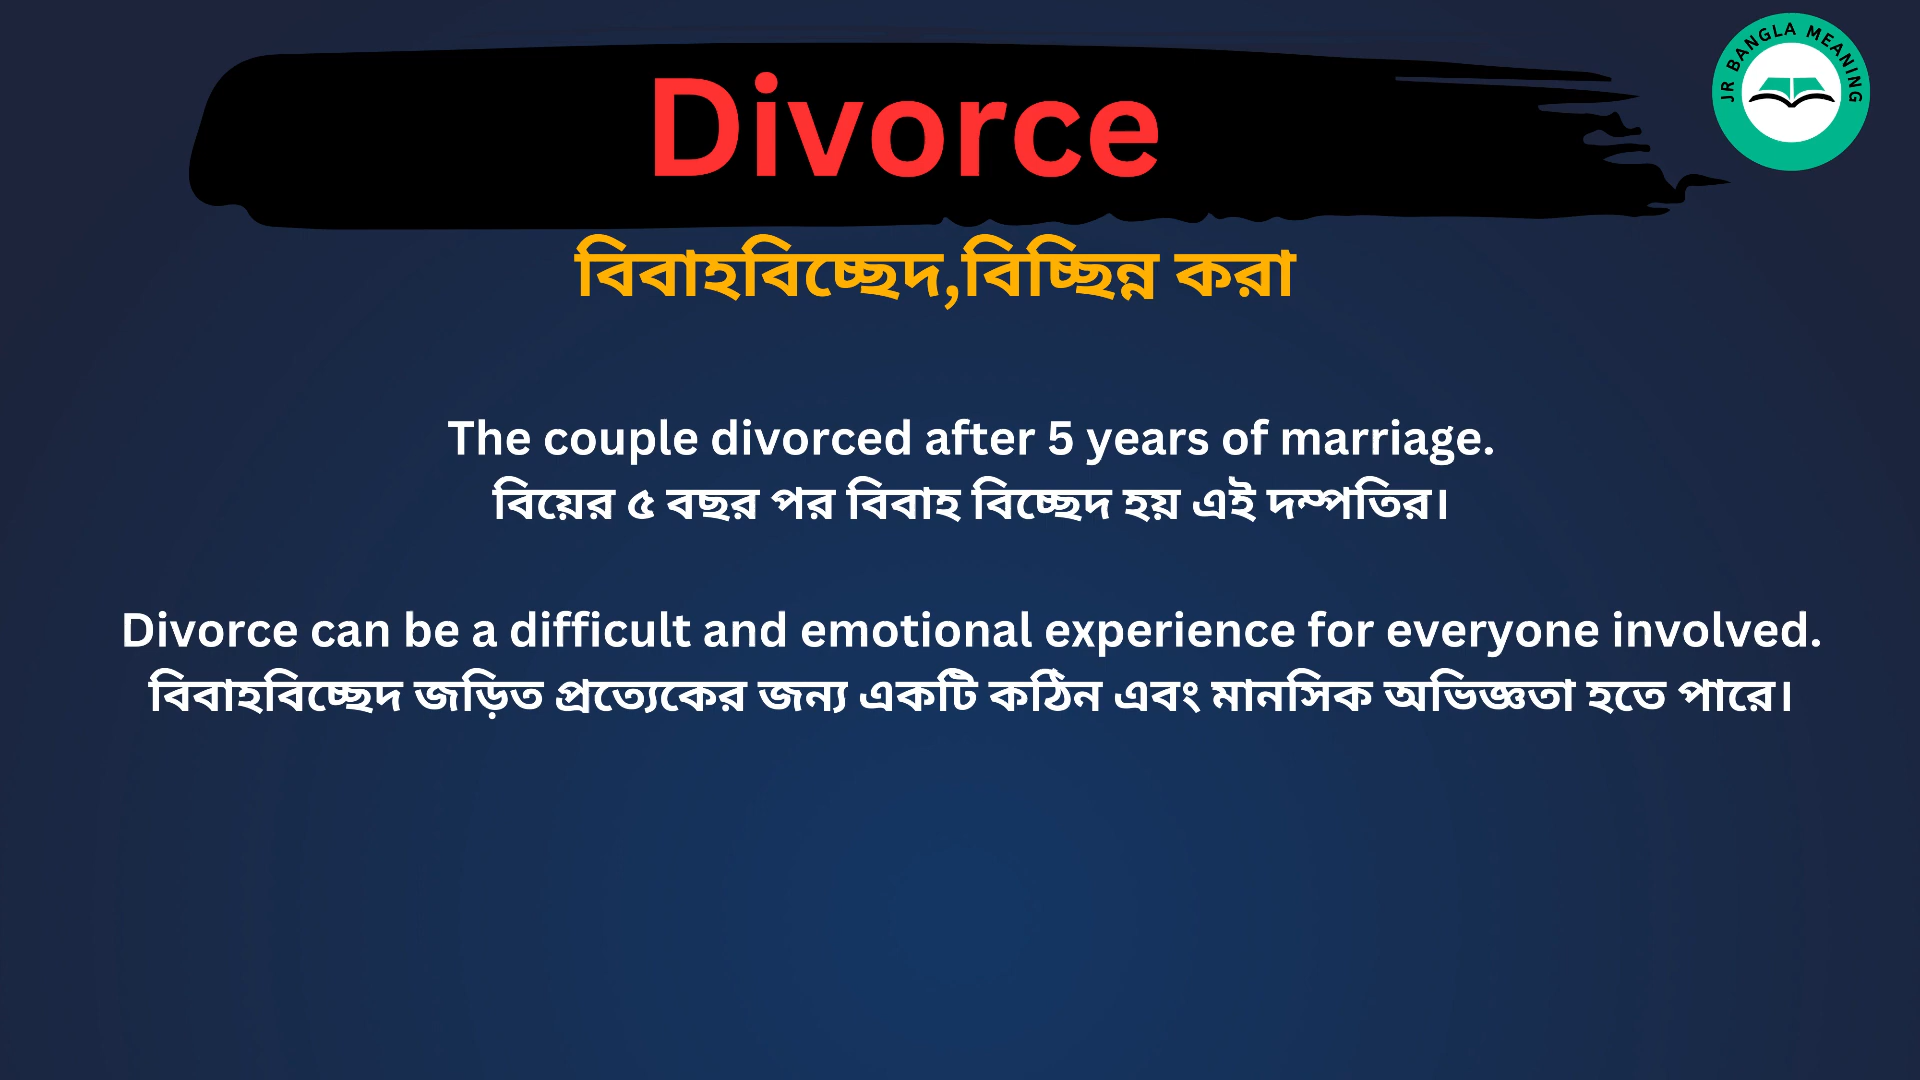 JR BANGLA MEANING
Divorce
বিবাহবিচ্ছেদ,বিচ্ছিন্ন করা
The couple divorced after 5 years of marriage.
বিয়ের ৫ বছর পর বিবাহ বিচ্ছেদ হয় এই দম্পতির।
Divorce can be a difficult and emotional experience for everyone involved.
বিবাহবিচ্ছেদ জড়িত প্রত্যেকের জন্য একটি কঠিন এবং মানসিক অভিজ্ঞতা হতে পারে।